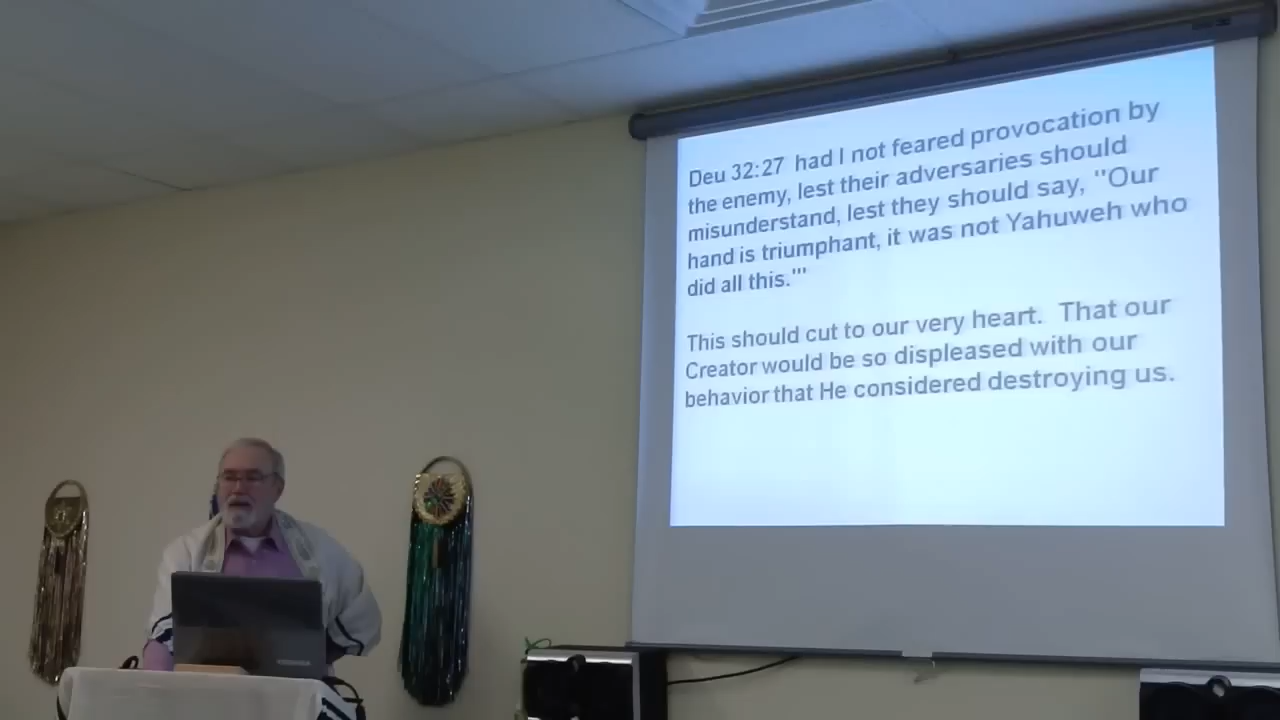 Deu 32:27 had I not feared provocation by
the enemy, lest their adversaries should
misunderstand, lest they should say, "Our
hand is triumphant, it was not Yahuweh who
did all this."'
This should cut to our very heart. That our
Creator would be so displeased with our
behavior that He considered destroying us.
TOSHIBA